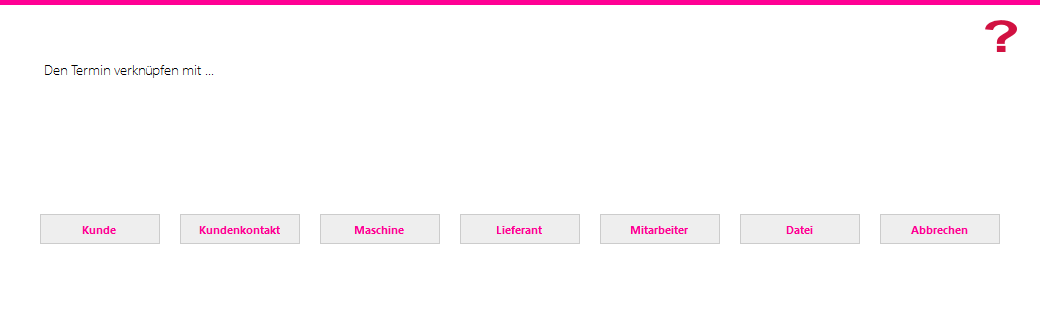 ?
Den Termin verknüpfen mit ...
Kunde
Kundenkontakt
Maschine
Lieferant
Mitarbeiter
Datei
Abbrechen